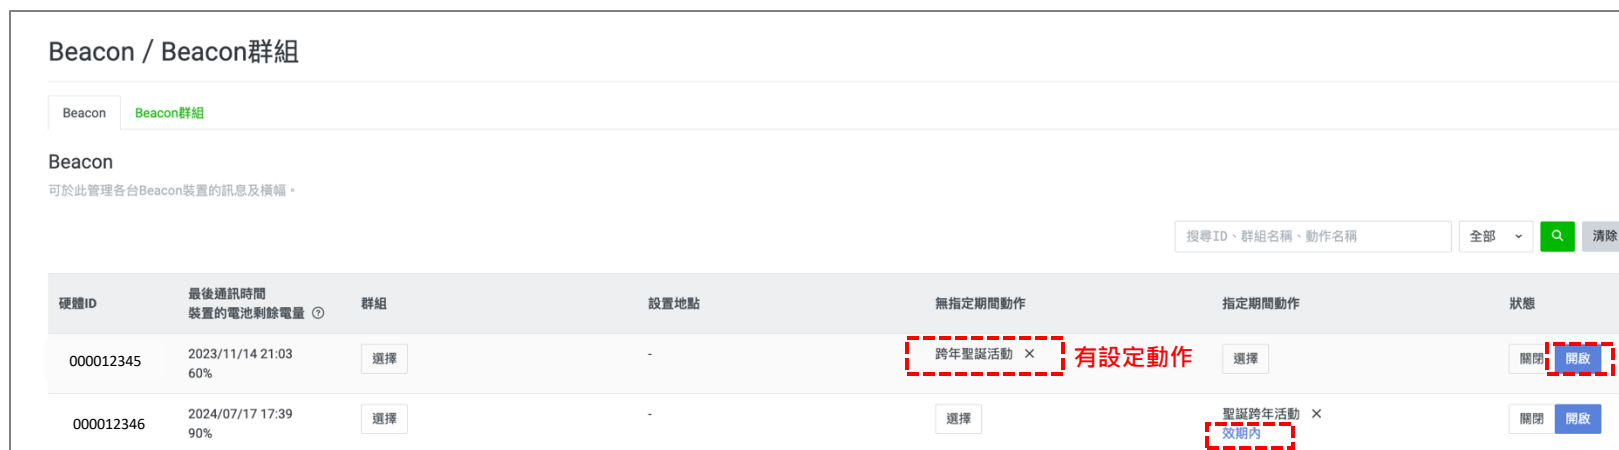 Beacon / Beacon群組
Beacon Beacon群組
Beacon
可於此管理各台Beacon裝置的訊息及橫幅。
搜尋ID、群組名稱、動作名稱 全部 清除
硬體ID 最後通訊時間 裝置的電池剩餘電量 群組 設置地點 無指定期間動作 指定期間動作 狀態
000012345 2023/11/14 21:03 選擇 - 跨年聖誕活動 × 有設定動作 選擇 關閉 開啟
60%
000012346 2024/07/17 17:39 選擇 - 選擇 聖誕跨年活動 × 關閉 開啟
90% 效期內